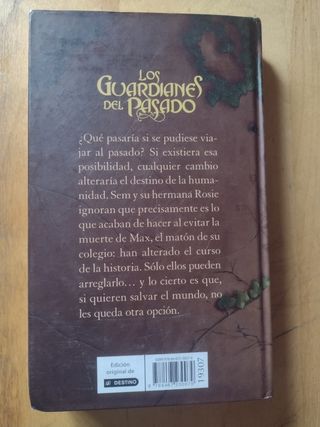 LOS
GUARDIANES
DEL PASADO
¿Qué pasaría si se pudiese via-
jar al pasado? Si existiera esa
posibilidad, cualquier cambio
alteraría el destino de la huma-
nidad. Sem y su hermana Rosie
ignoran que precisamente es lo
que acaban de hacer al evitar la
muerte de Max, el matón de su
colegio: han alterado el curso
de la historia. Sólo ellos pueden
arreglarlo... y lo cierto es que,
si quieren salvar el mundo, no
les queda otra opción.
Edición
original de
DESTINO
19307